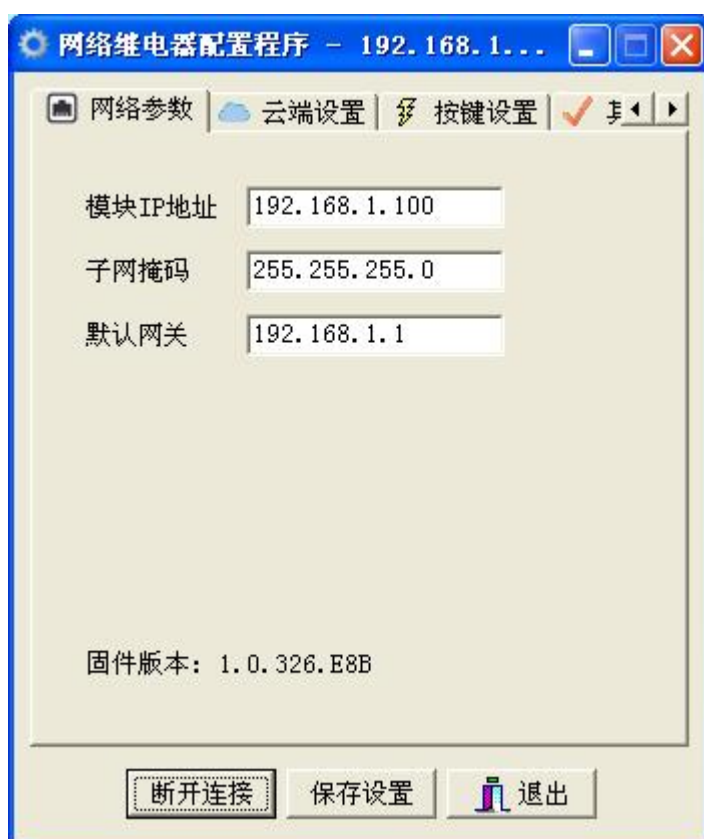 网络继电器配置程序 - 192.168.1...
网络参数 云端设置 按键设置
模块IP地址 192.168.1.100
子网掩码 255.255.255.0
默认网关 192.168.1.1
固件版本: 1.0.326.E8B
断开连接 保存设置 退出